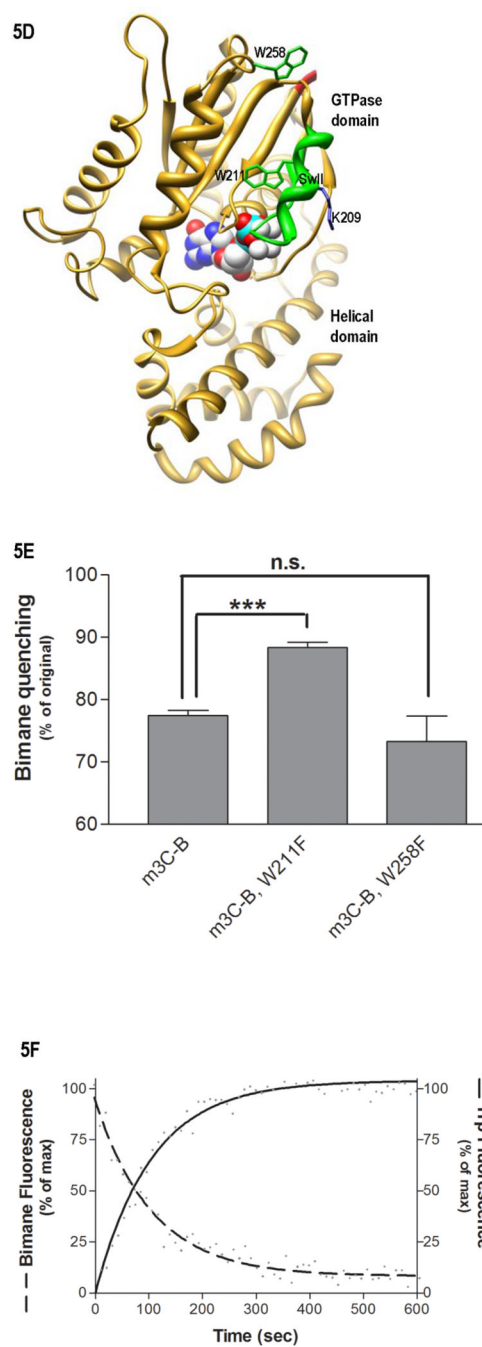 5D
W258
GTPase
domain
W211
SwII
K209
Helical
domain
5E
n.s.
***
Bimane quenching
(% of original)
100
90
80
70
60
m3C-B
m3C-B, W211F
m3C-B, W258F
5F
— — Bimane Fluorescence
(% of max)
100
75
50
25
0
100
75
50
25
0
(% of max)
0 100 200 300 400 500 600
Time (sec)